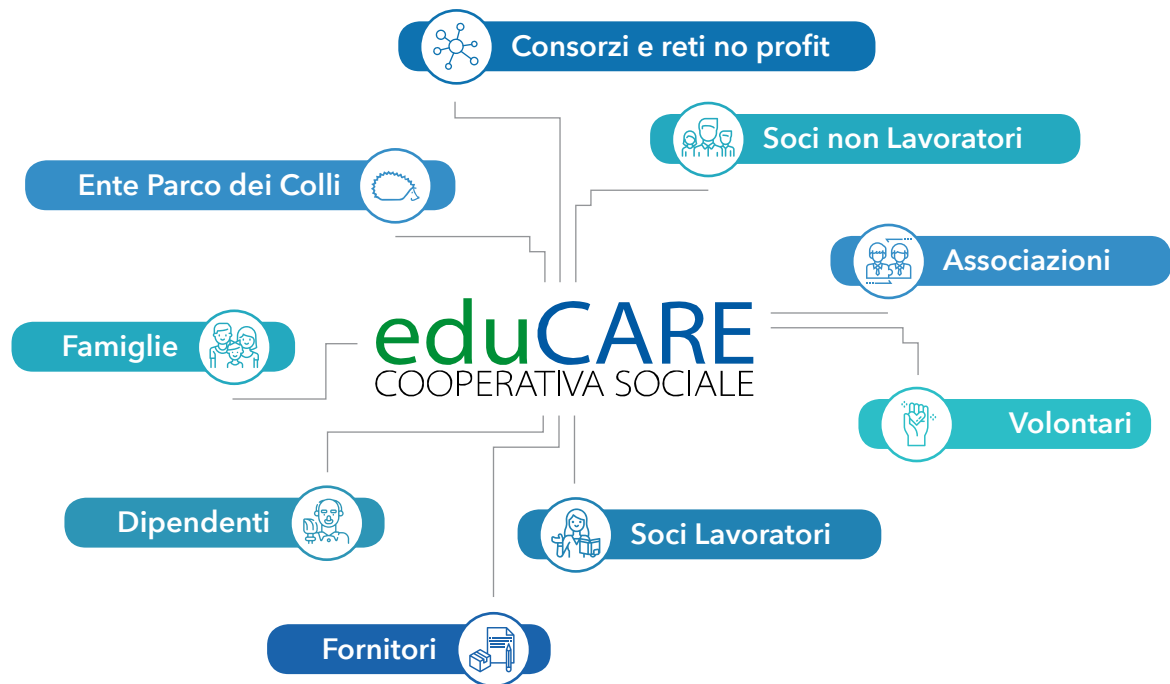 Consorzi e reti no profit
Soci non Lavoratori
Ente Parco dei Colli
Associazioni
eduCARE
COOPERATIVA SOCIALE
Famiglie
Volontari
Dipendenti
Soci Lavoratori
Fornitori